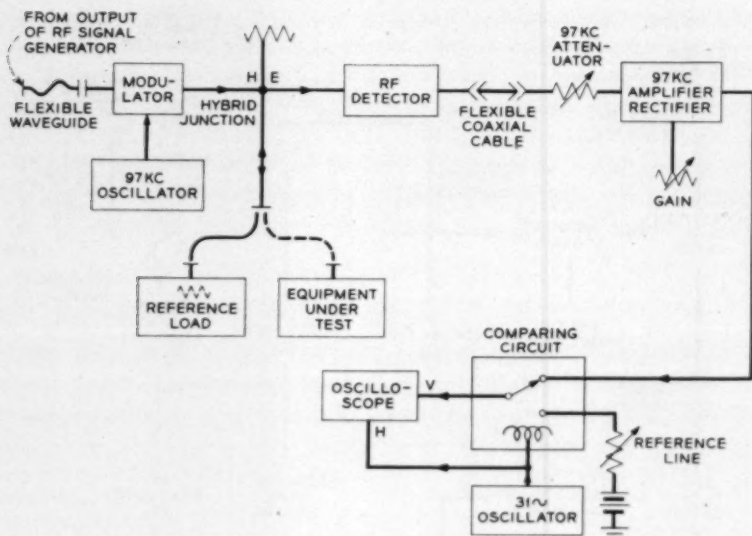 FROM OUTPUT
OF RF SIGNAL
GENERATOR
FLEXIBLE
WAVEGUIDE
MODU-
LATOR
97KC
OSCILLATOR
H
E
HYBRID
JUNCTION
RF
DETECTOR
FLEXIBLE
COAXIAL
CABLE
97KC
ATTEN-
UATOR
97KC
AMPLIFIER
RECTIFIER
GAIN
REFERENCE
LOAD
EQUIPMENT
UNDER
TEST
COMPARING
CIRCUIT
OSCILLO-
SCOPE
V
H
REFERENCE
LINE
31~
OSCILLATOR